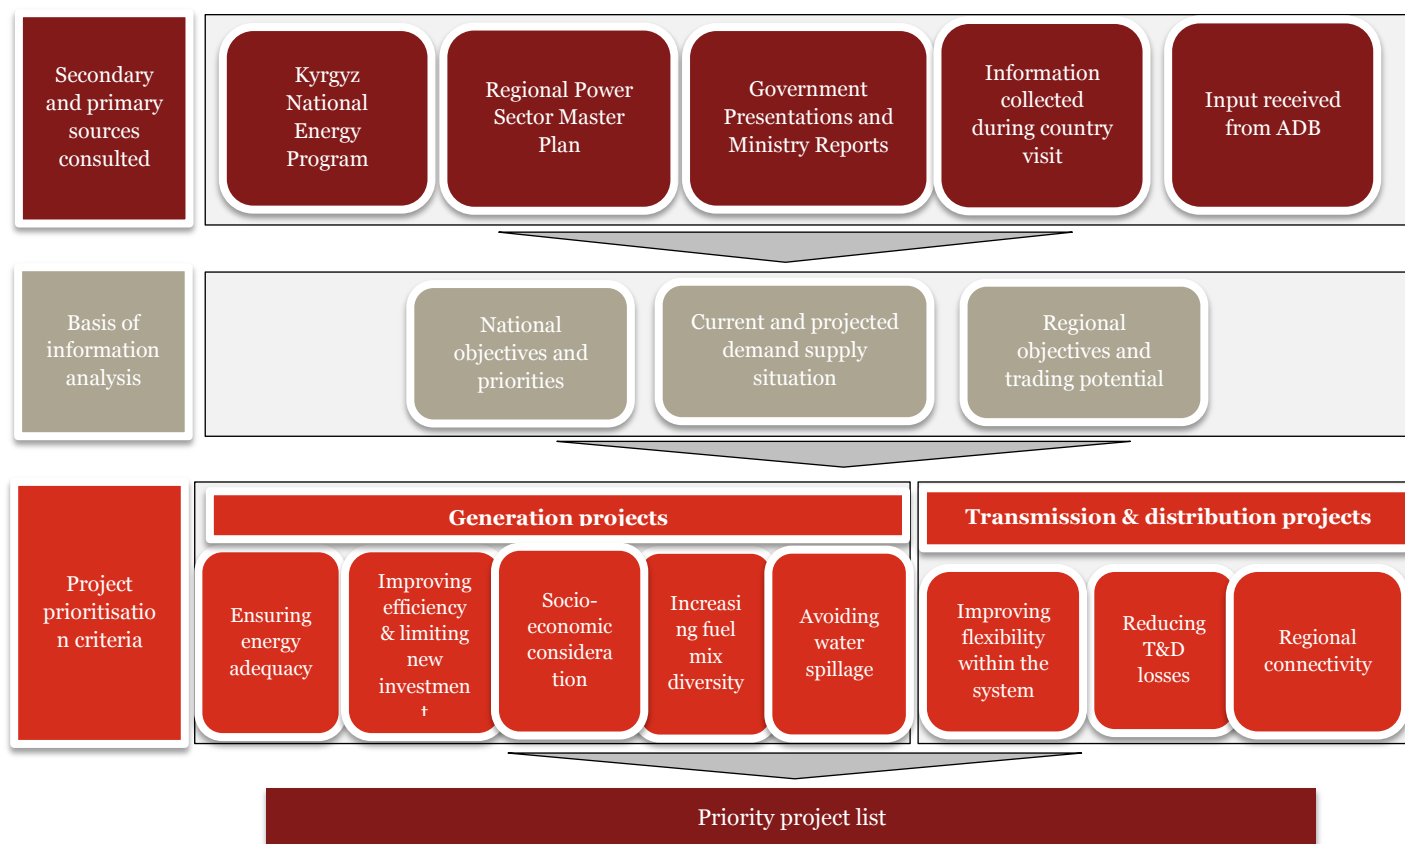 Secondary
and primary
sources
consulted
Kyrgyz
National
Energy
Program
Regional Power
Sector Master
Plan
Government
Presentations and
Ministry Reports
Information
collected
during country
visit
Input received
from ADB
Basis of
information
analysis
National
objectives and
priorities
Current and projected
demand supply
situation
Regional
objectives and
trading potential
Project
prioritisatio
n criteria
Generation projects
Ensuring
energy
adequacy
Improving
efficiency
& limiting
new
investmen
t
Socio-
economic
considera
tion
Increasi
ng fuel
mix
diversity
Avoiding
water
spillage
Transmission & distribution projects
Improving
flexibility
within the
system
Reducing
T&D
losses
Regional
connectivity
Priority project list